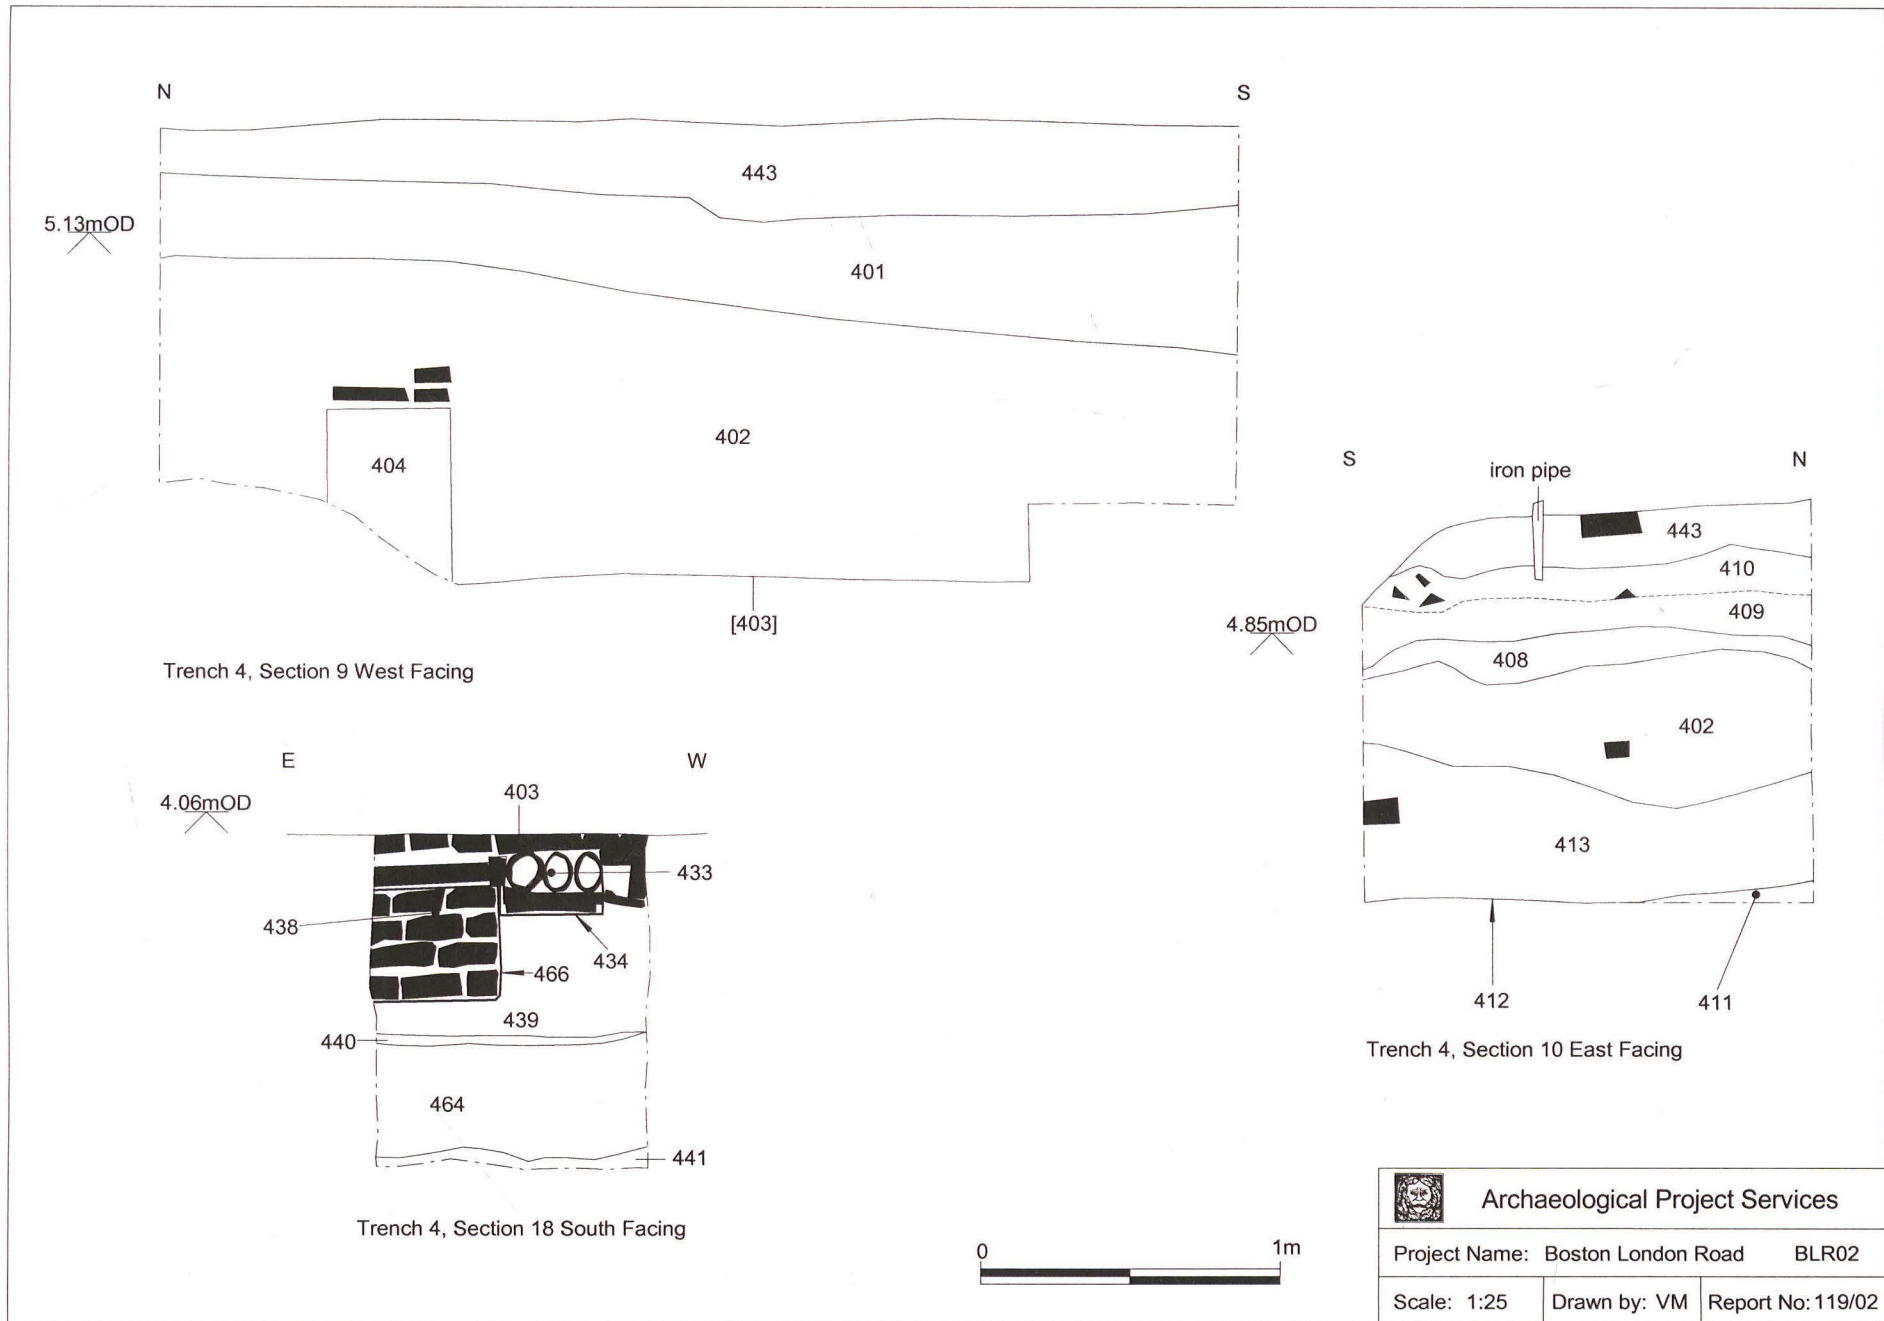 N
S
443
5.13mOD
401
402
404
[403]
Trench 4, Section 9 West Facing
S
N
iron pipe
443
410
409
4.85mOD
408
402
413
412
411
Trench 4, Section 10 East Facing
E
W
4.06mOD
403
433
438
434
466
439
440
464
441
Trench 4, Section 18 South Facing
0
1m
Archaeological Project Services
Project Name: Boston London Road BLR02
Scale: 1:25 Drawn by: VM Report No: 119/02